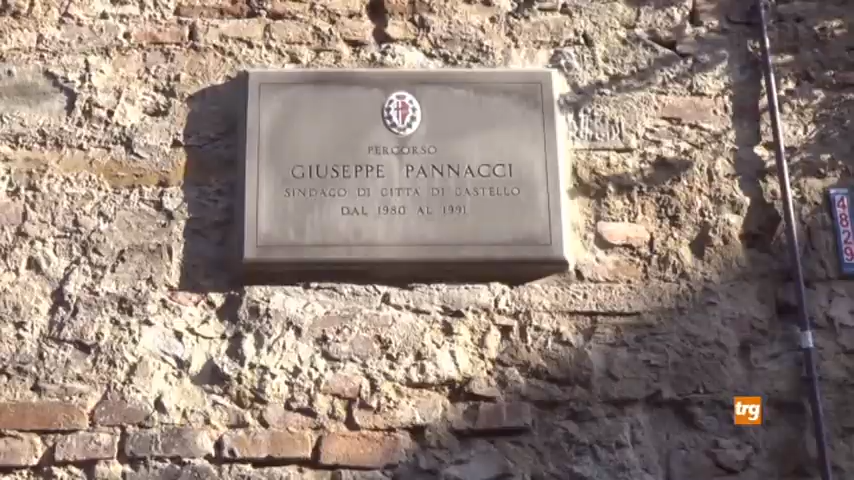 PERCORSO
GIUSEPPE PANNACCI
SINDACO DI CITTÀ DI CASTELLO
DAL 1980 AL 1991
4829
trg